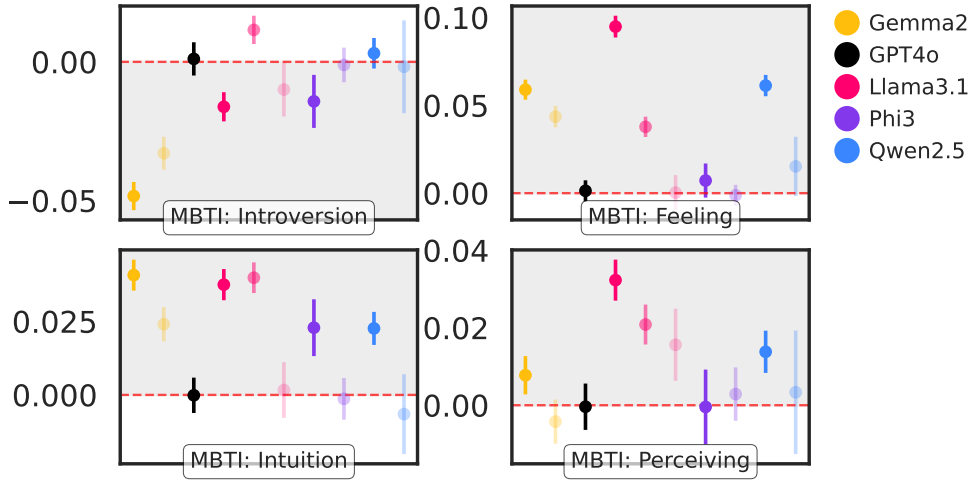 0.00
−0.05
MBTI: Introversion
0.10
0.05
0.00
MBTI: Feeling
Gemma2
GPT4o
Llama3.1
Phi3
Qwen2.5
0.025
0.000
MBTI: Intuition
0.04
0.02
0.00
MBTI: Perceiving